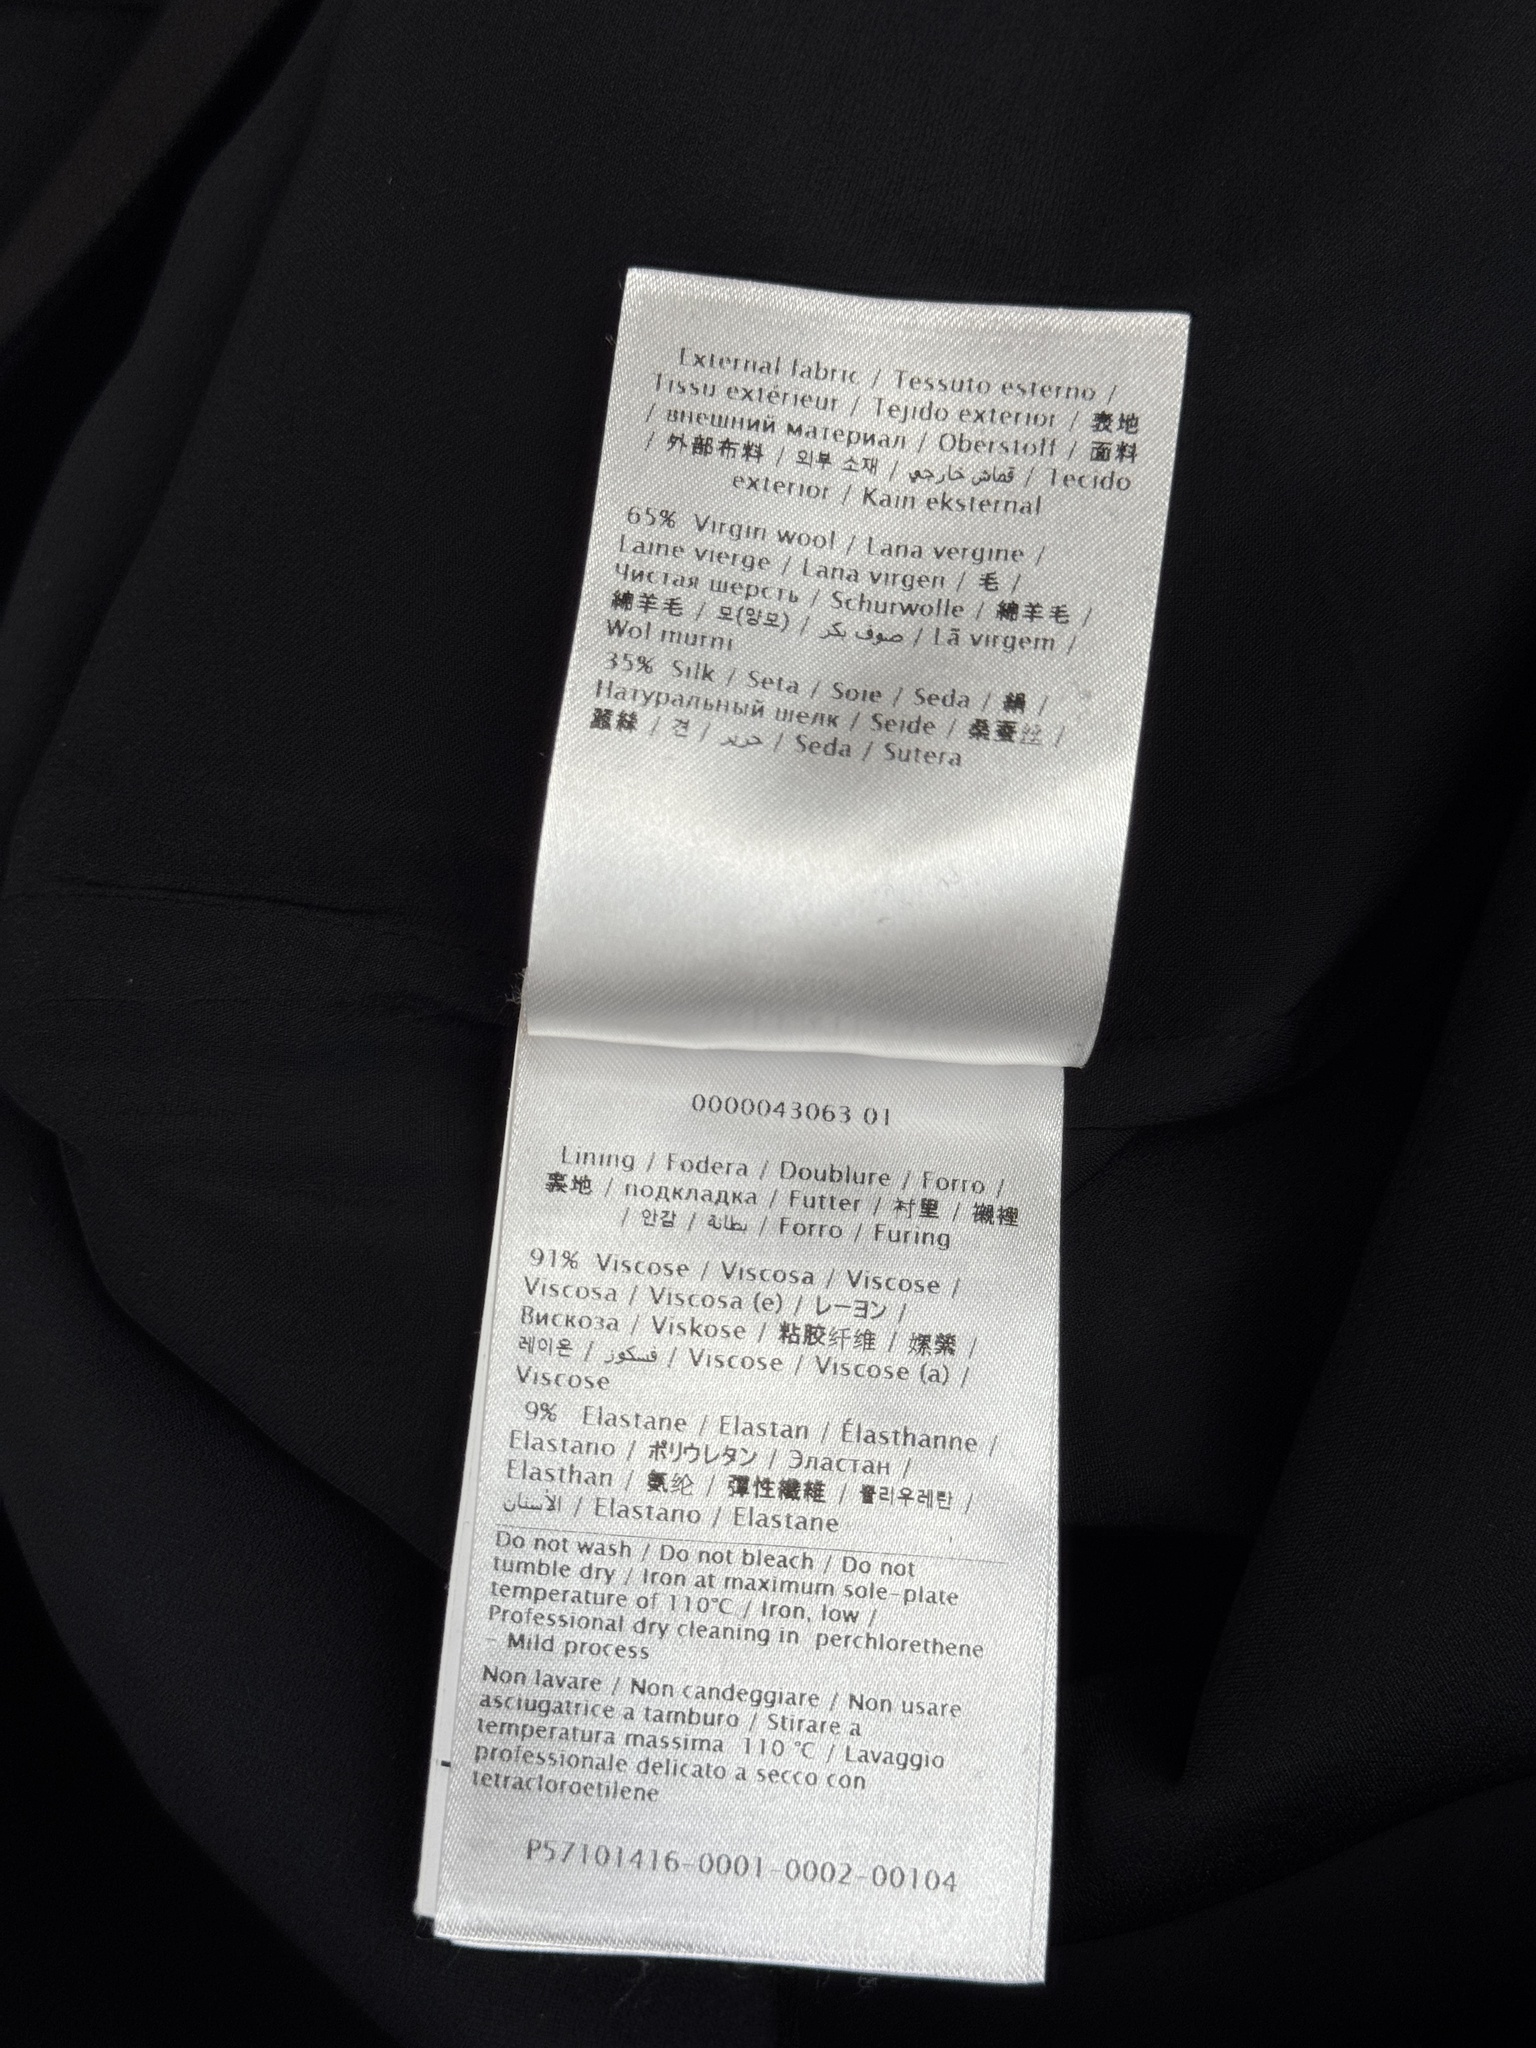 External fabric / Tessuto esterno /
Tissu extérieur / Tejido exterior / 表地
/ внешний материал / Oberstoff / 面料
/ 外部布料 / 외부 소재 / قماش خارجي / Tecido
exterior / Kain eksternal
65% Virgin wool / Lana vergine /
Laine vierge / Lana virgen / 毛 /
Чистая шерсть / Schurwolle / 綿羊毛 /
綿羊毛 / 모(양모) / صوف بكر / Lã virgem /
Wol murni
35% Silk / Seta / Soie / Seda / 絹 /
Натуральный шелк / Seide / 桑蚕丝 /
蠶絲 / 견 / حرير / Seda / Sutera
0000043063 01
Lining / Fodera / Doublure / Forro /
裏地 / подкладка / Futter / 衬里 / 襯裡
/ 안감 / بطانة / Forro / Furing
91% Viscose / Viscosa / Viscose /
Viscosa / Viscosa (e) / レーヨン /
Вискоза / Viskose / 粘胶纤维 / 嫘縈 /
레이온 / فسكوز / Viscose / Viscose (a) /
Viscose
9% Elastane / Elastan / Élasthanne /
Elastano / ポリウレタン / Эластан /
Elasthan / 氨纶 / 彈性纖維 / 폴리우레탄 /
الأستان / Elastano / Elastane
Do not wash / Do not bleach / Do not
tumble dry / Iron at maximum sole-plate
temperature of 110°C / Iron, low /
Professional dry cleaning in perchlorethene
- Mild process
Non lavare / Non candeggiare / Non usare
asciugatrice a tamburo / Stirare a
temperatura massima 110 °C / Lavaggio
professionale delicato a secco con
tetracloroetilene
P57101416-0001-0002-00104